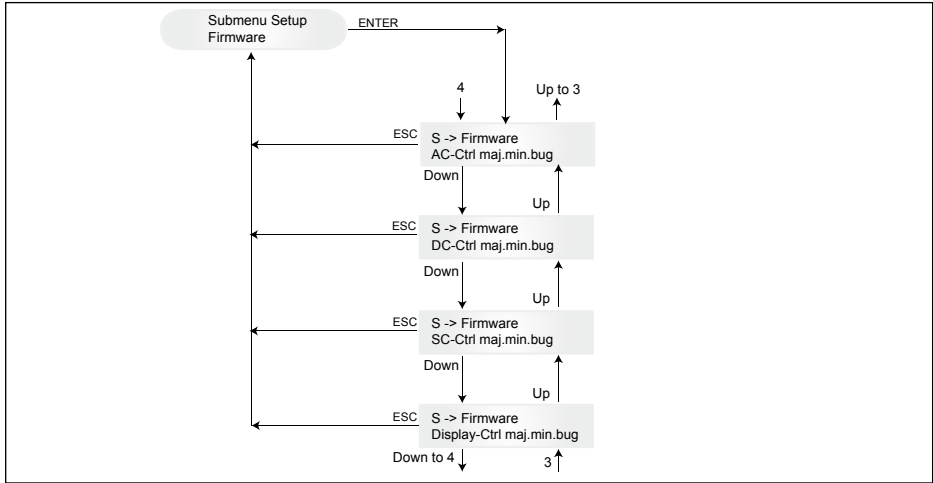 Submenu Setup
Firmware
ENTER
4
Up to 3
ESC
S -> Firmware
AC-Ctrl maj.min.bug
Down
Up
ESC
S -> Firmware
DC-Ctrl maj.min.bug
Down
Up
ESC
S -> Firmware
SC-Ctrl maj.min.bug
Down
Up
ESC
S -> Firmware
Display-Ctrl maj.min.bug
Down to 4
3